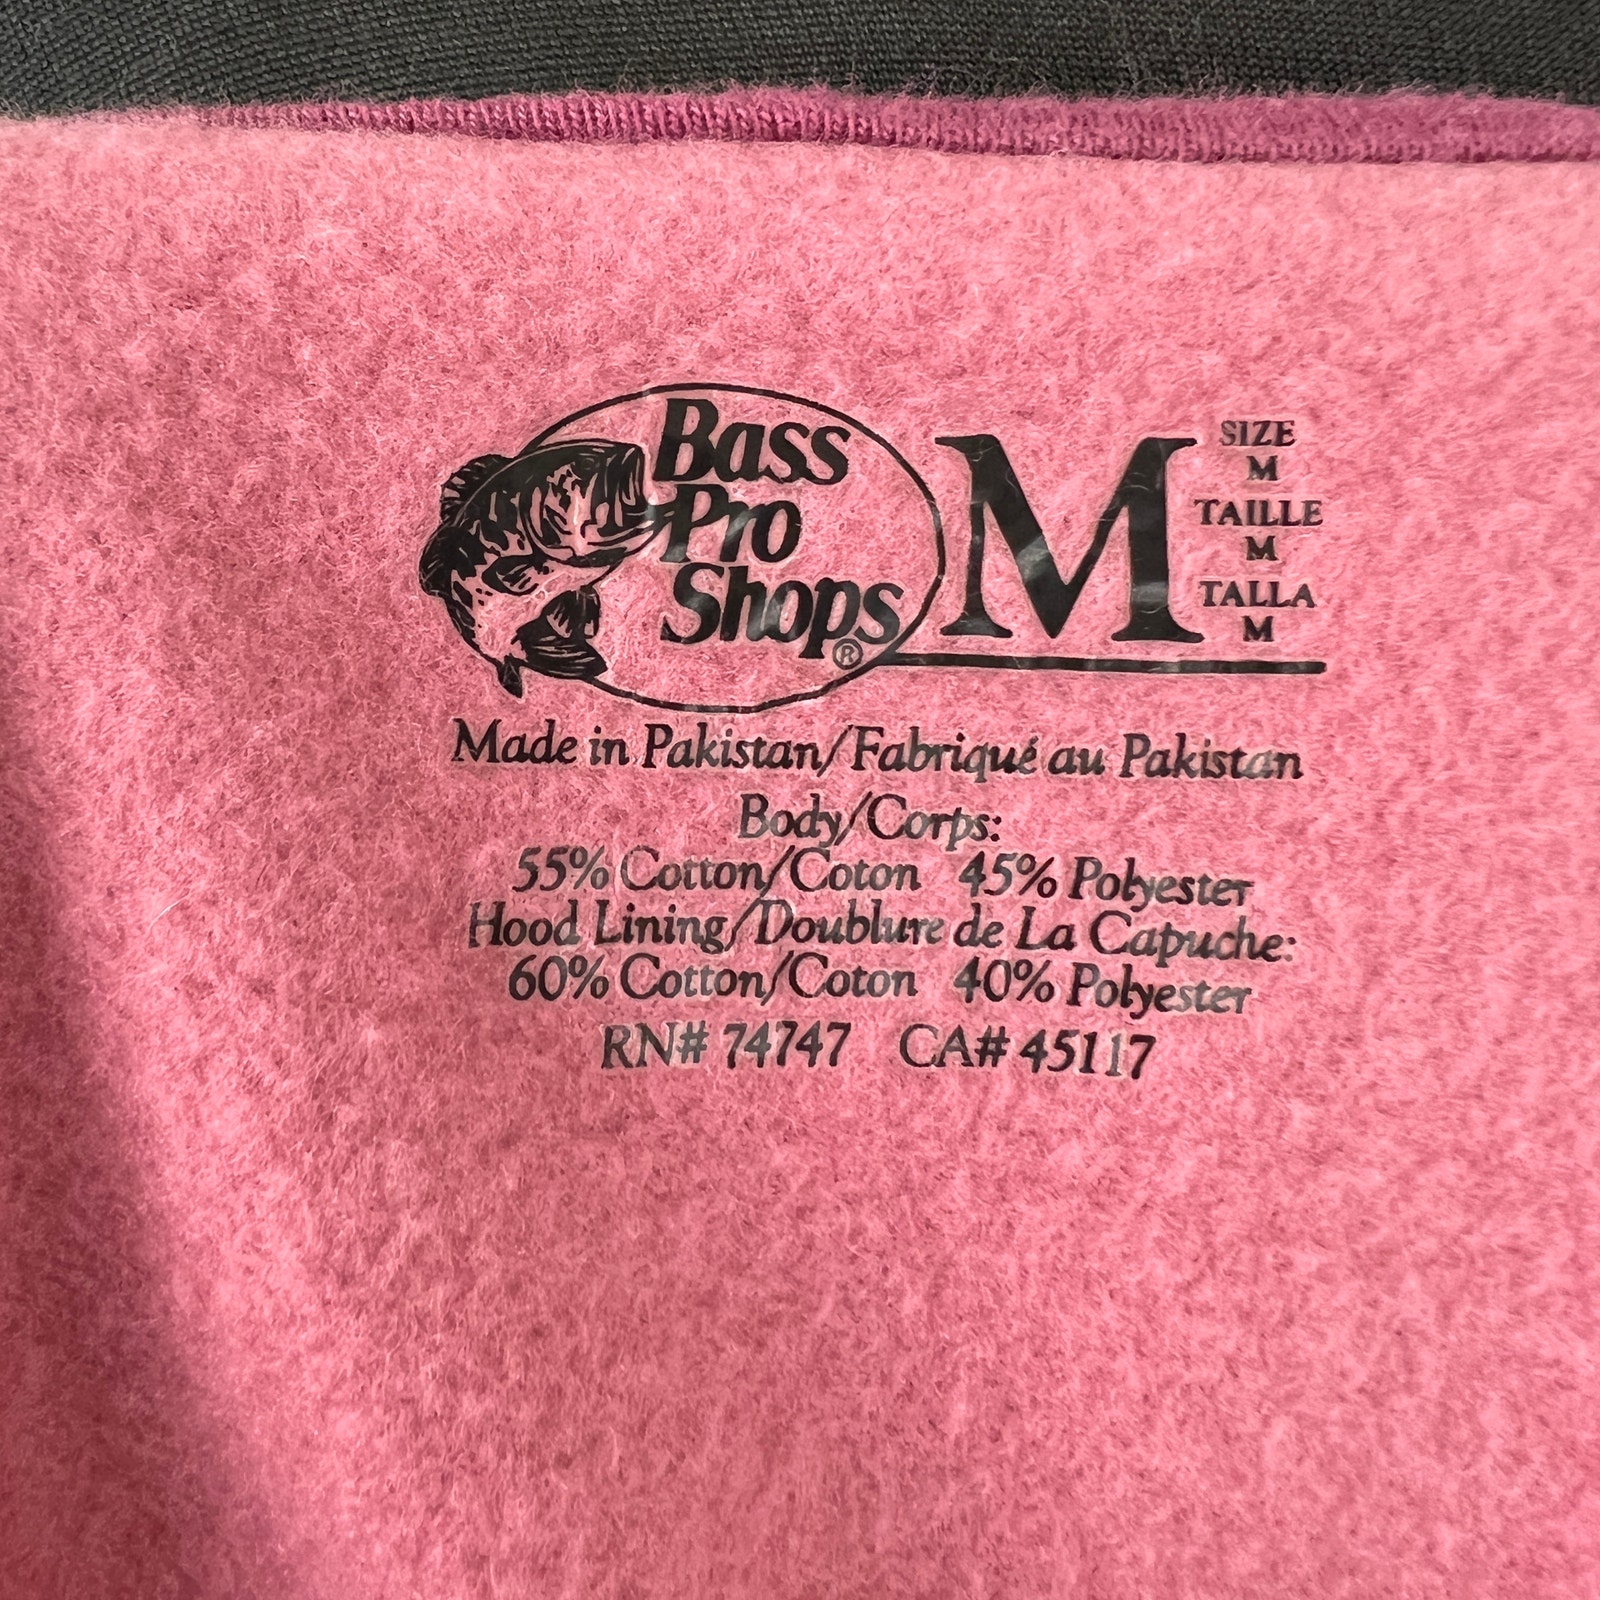 Bass
Pro
Shops®
M
SIZE
M
TAILLE
M
TALLA
M
Made in Pakistan/Fabriqué au Pakistan
Body/Corps:
55% Cotton/Coton 45% Polyester
Hood Lining/Doublure de La Capuche:
60% Cotton/Coton 40% Polyester
RN# 74747 CA# 45117